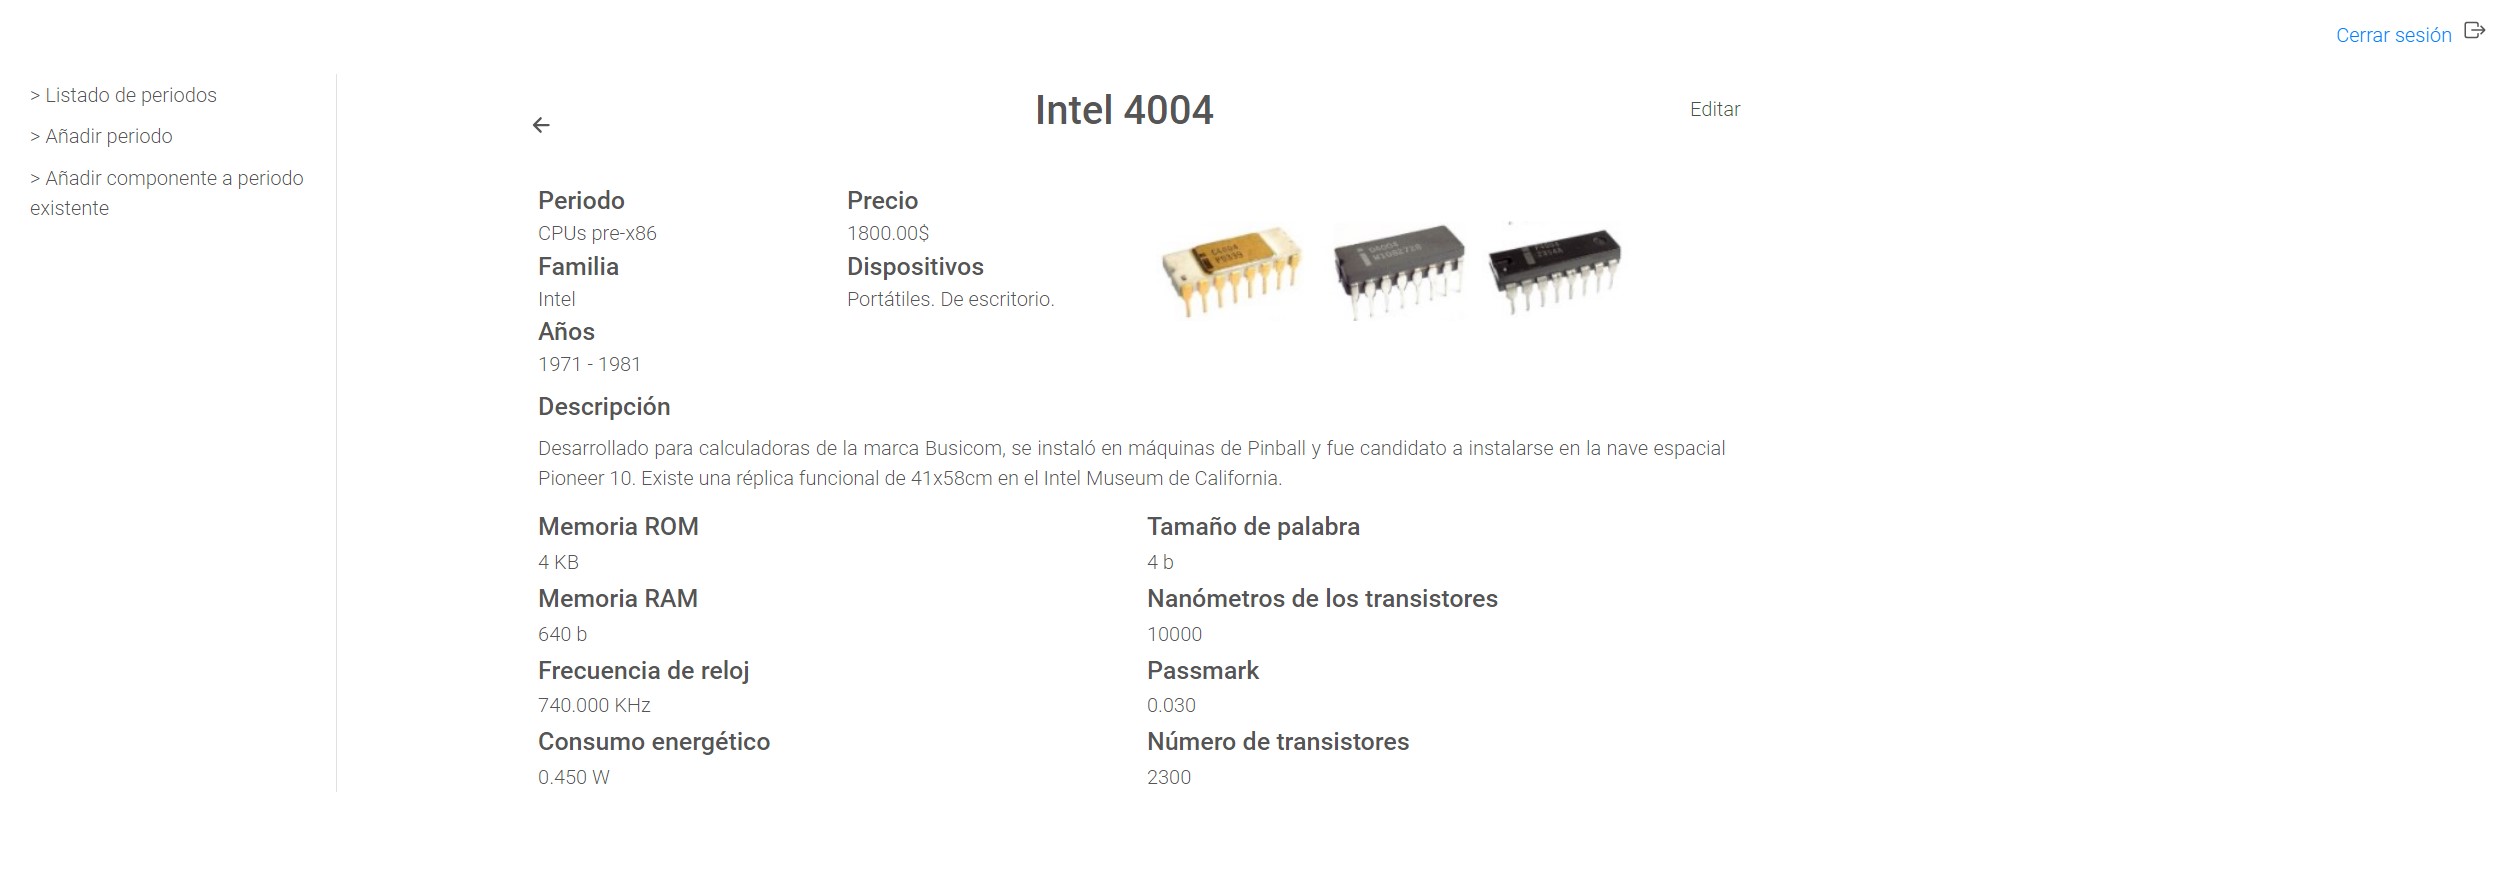 Cerrar sesión
> Listado de periodos
> Añadir periodo
> Añadir componente a periodo
existente
Intel 4004
Editar
Periodo
CPUs pre-x86
Familia
Intel
Años
1971 - 1981
Precio
1800.00$
Dispositivos
Portátiles. De escritorio.
Descripción
Desarrollado para calculadoras de la marca Busicom, se instaló en máquinas de Pinball y fue candidato a instalarse en la nave espacial
Pioneer 10. Existe una réplica funcional de 41x58cm en el Intel Museum de California.
Memoria ROM
4 KB
Memoria RAM
640 b
Frecuencia de reloj
740.000 KHz
Consumo energético
0.450 W
Tamaño de palabra
4 b
Nanómetros de los transistores
10000
Passmark
0.030
Número de transistores
2300